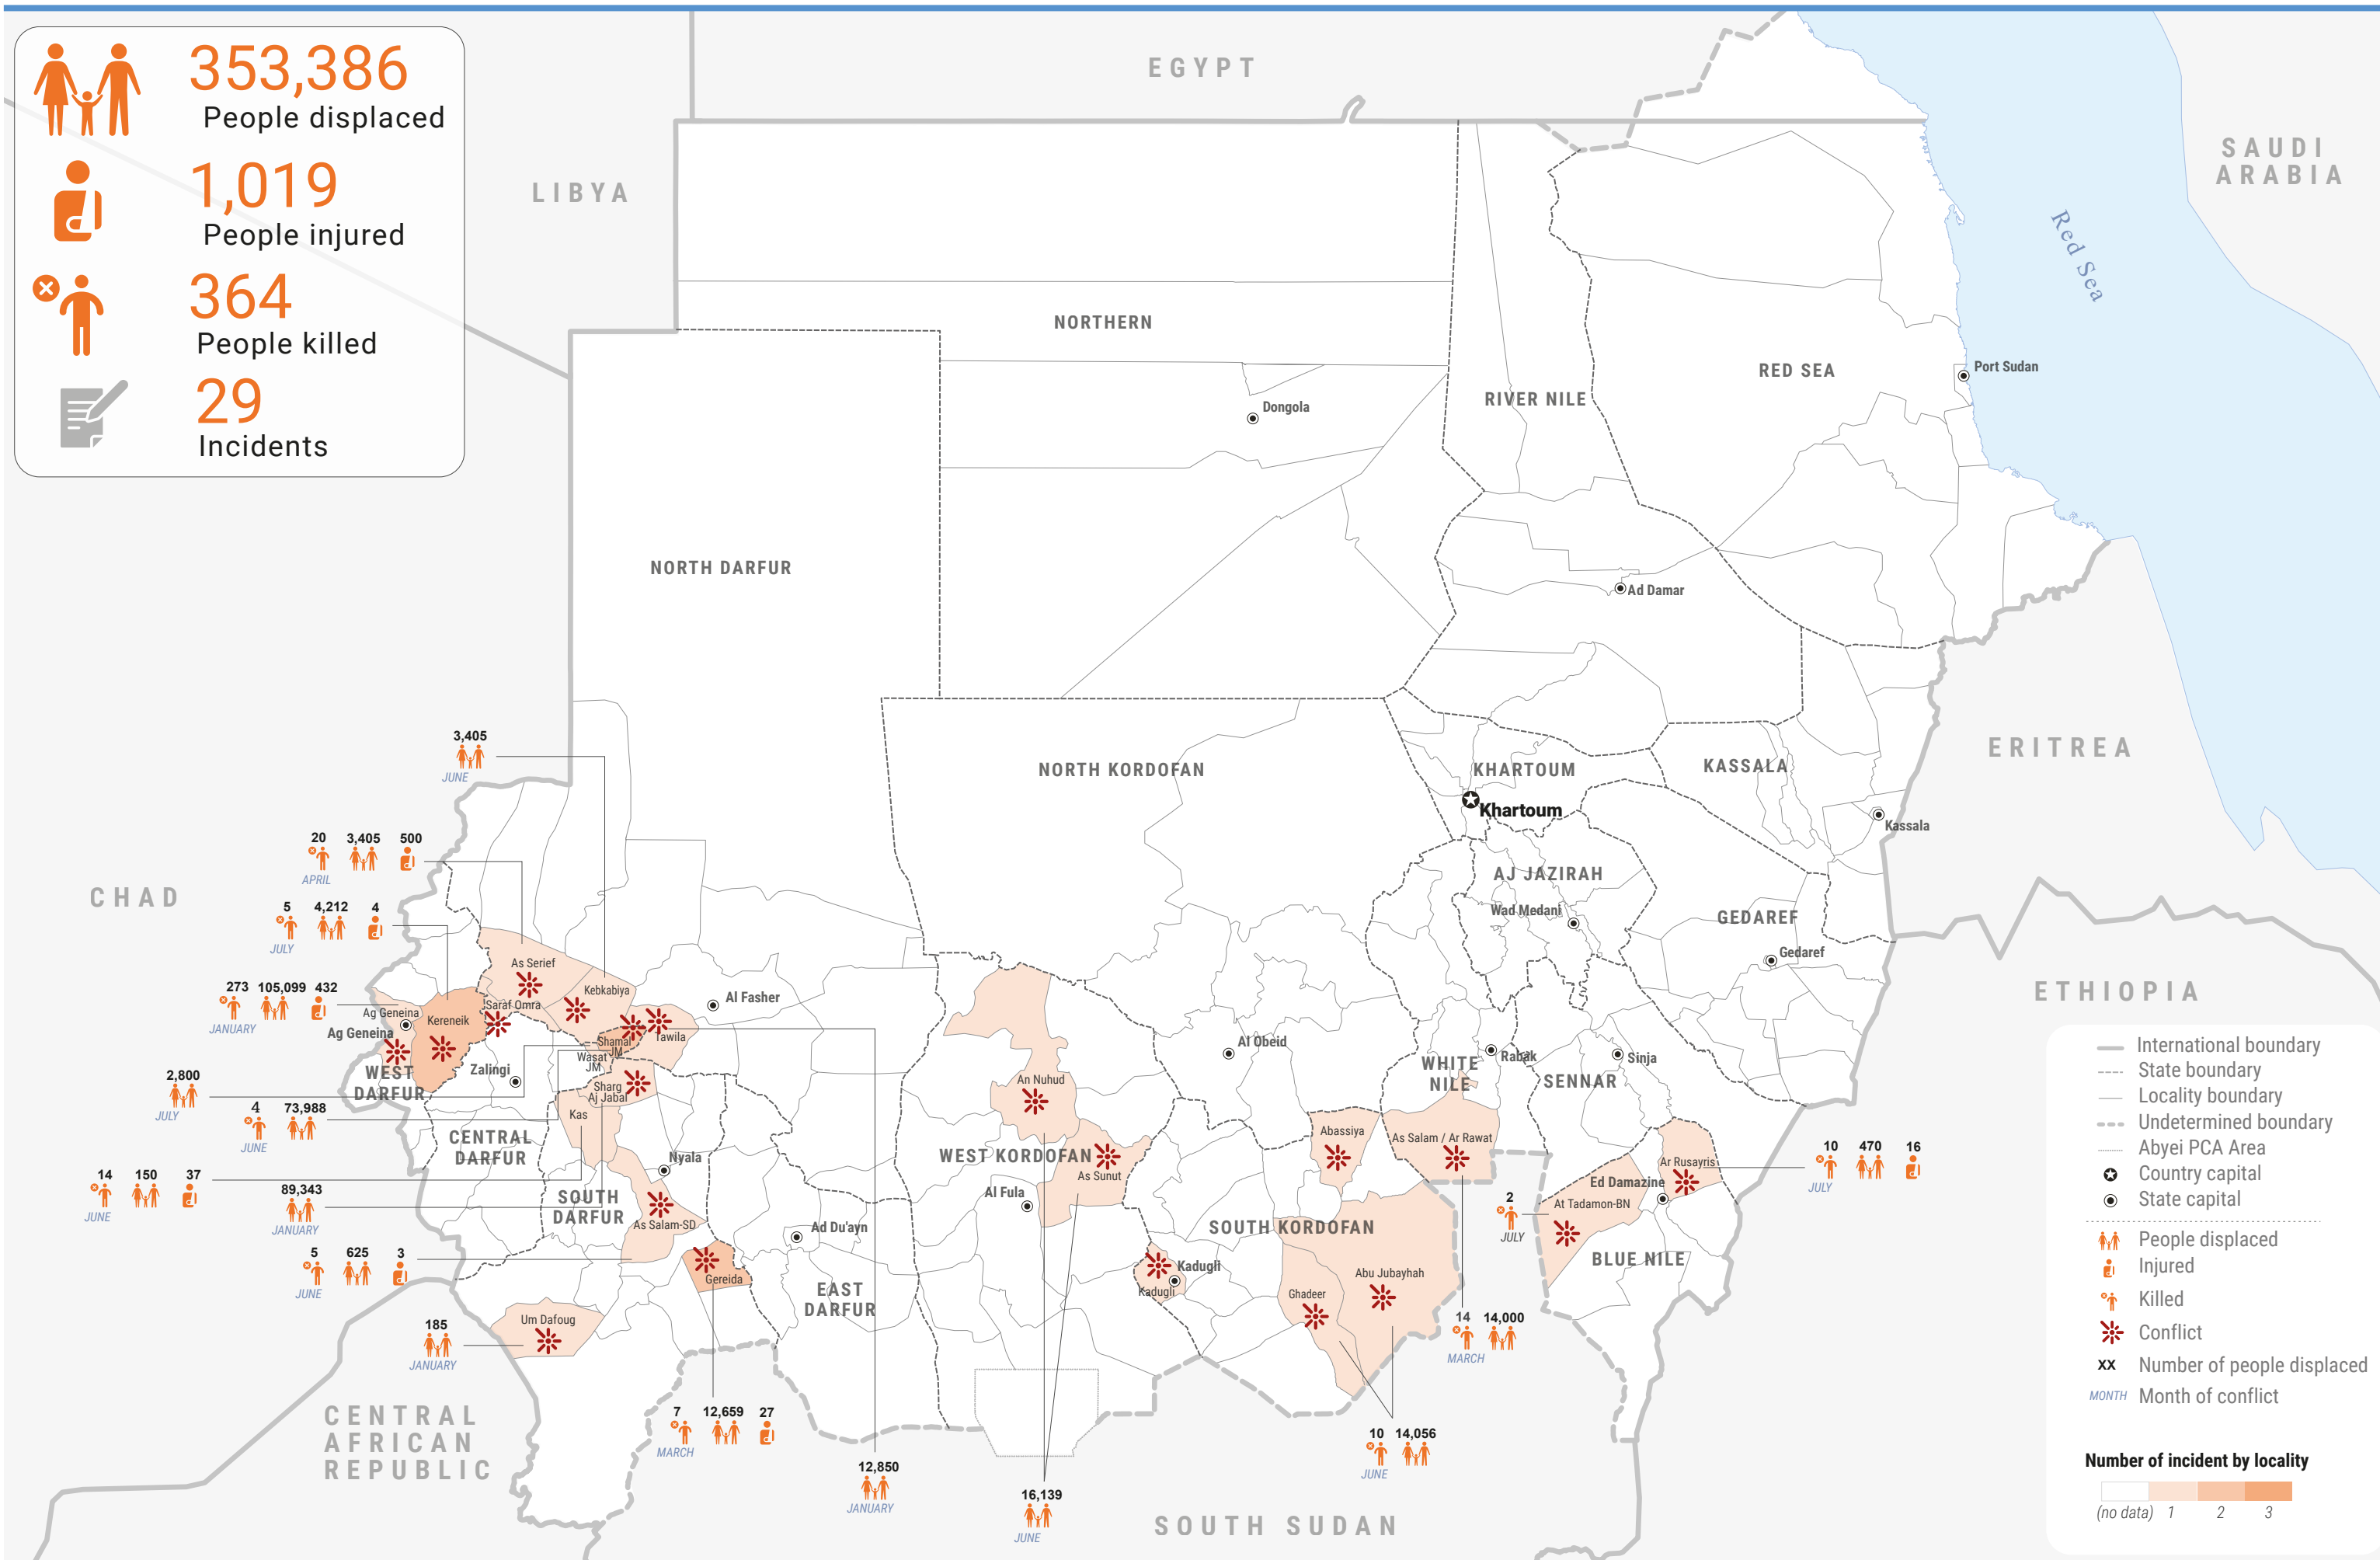 353,386
People displaced
1,019
People injured
364
People killed
29
Incidents
EGYPT
LIBYA
SAUDI
ARABIA
Red Sea
NORTHERN
RED SEA
Port Sudan
RIVER NILE
Dongola
NORTH DARFUR
Ad Damar
ERITREA
NORTH KORDOFAN
KHARTOUM
KASSALA
Khartoum
Kassala
3,405
JUNE
20 3,405 500
APRIL
CHAD
AJ JAZIRAH
Wad Medani
GEDAREF
Gedaref
5 4,212 4
JULY
As Serief
Kebkabiya
Saraf Omra
Al Fasher
273 105,099 432
JANUARY
Ag Geneina
Ag Geneina
Kereneik
Shamal
JM
Tawila
Wasat
JM
Zalingi
WEST
DARFUR
Sharg
Aj Jabal
Kas
ETHIOPIA
2,800
JULY
4 73,988
JUNE
CENTRAL
DARFUR
Nyala
14 150 37
JUNE
89,343
JANUARY
SOUTH
DARFUR
As Salam-SD
5 625 3
JUNE
Gereida
Um Dafoug
185
JANUARY
Ad Du'ayn
EAST
DARFUR
An Nuhud
WEST KORDOFAN
As Sunut
Al Fula
Al Obeid
WHITE
NILE
Rabak
Sinja
SENNAR
Abassiya
As Salam / Ar Rawat
SOUTH KORDOFAN
Kadugli
Kadugli
Abu Jubayhah
Ghadeer
Ar Rusayris
Ed Damazine
At Tadamon-BN
BLUE NILE
10 470 16
JULY
2
JULY
14 14,000
MARCH
7 12,659 27
MARCH
12,850
JANUARY
16,139
JUNE
10 14,056
JUNE
CENTRAL
AFRICAN
REPUBLIC
SOUTH SUDAN
International boundary
State boundary
Locality boundary
Undetermined boundary
Abyei PCA Area
Country capital
State capital
People displaced
Injured
Killed
Conflict
XX Number of people displaced
MONTH Month of conflict
Number of incident by locality
(no data) 1 2 3